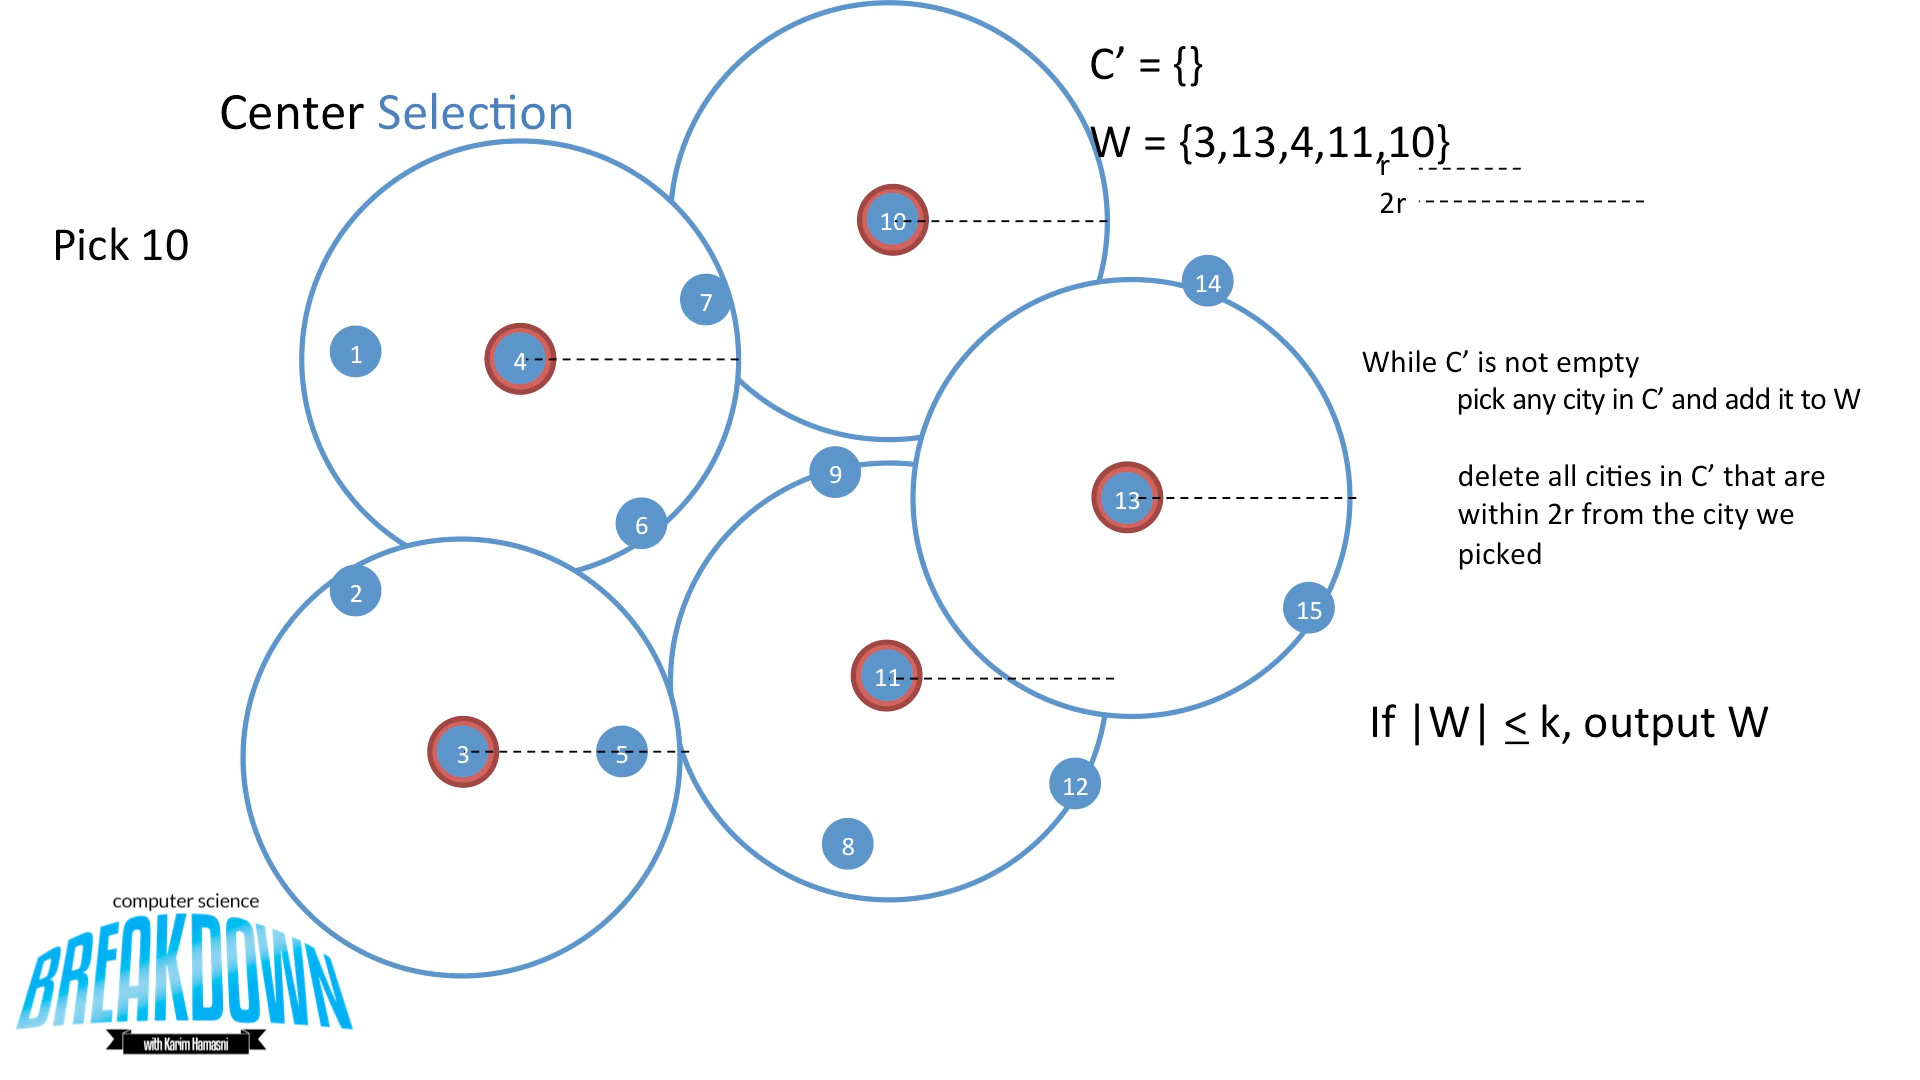 Center Selection
C’ = {}
W = {3,13,4,11,10}
r
2r
Pick 10
10
14
7
1
4
While C’ is not empty
pick any city in C’ and add it to W
9
delete all cities in C’ that are
within 2r from the city we
picked
13
6
2
15
11
If |W| ≤ k, output W
3
5
12
8
computer science
BREAKDOWN
with Karim Hamasni